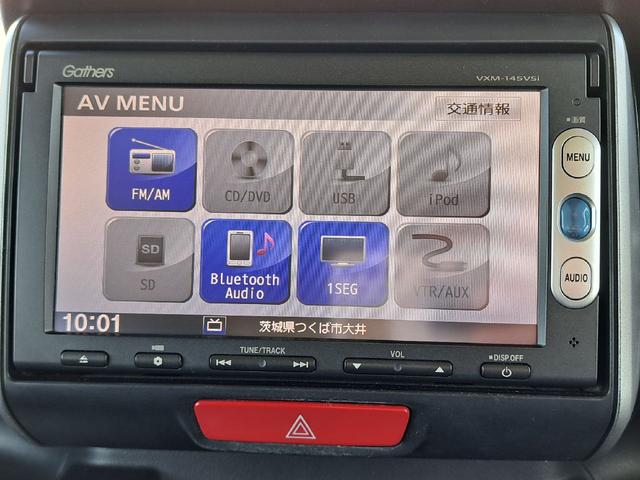 Gathers
VXM-145VSi
AV MENU
交通情報
画質
MENU
FM/AM
CD/DVD
USB
iPod
SD
SD
Bluetooth
Audio
1SEG
VTR/AUX
AUDIO
10:01
茨城県つくば市大井
TUNE/TRACK
VOL
DISP.OFF